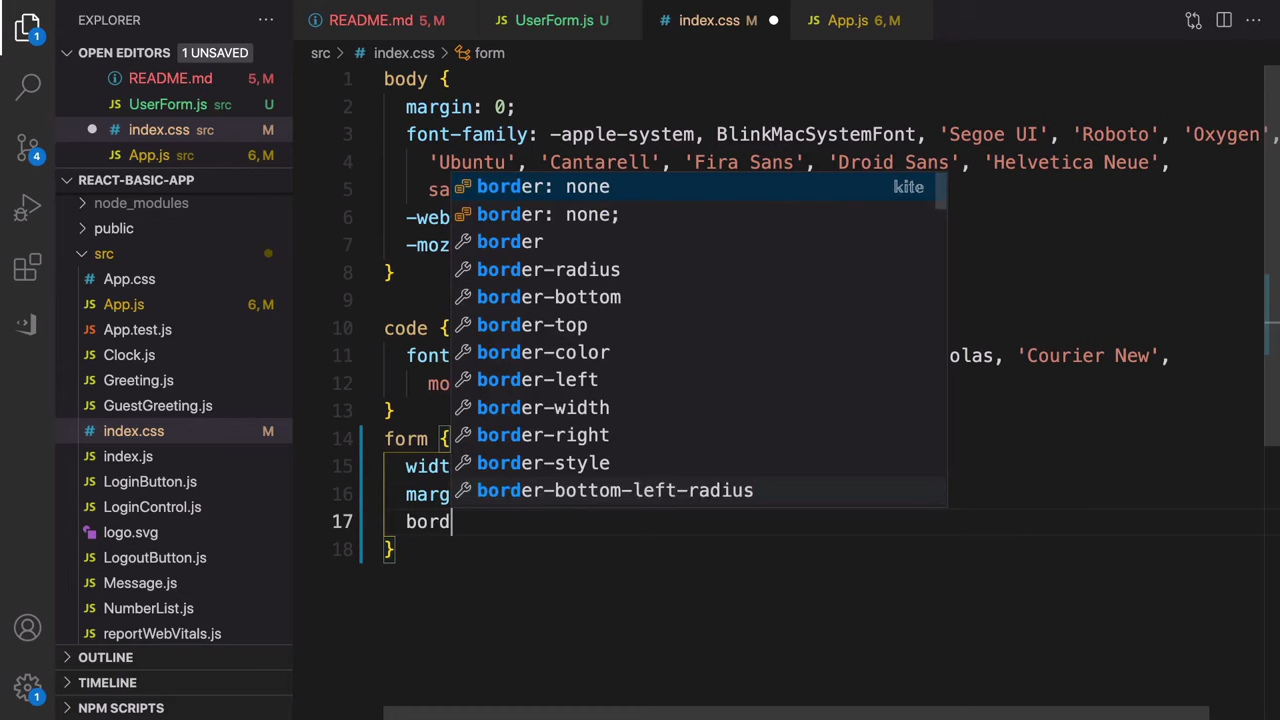 EXPLORER
README.md 5, M
UserForm.js U
index.css M
App.js 6, M
OPEN EDITORS 1 UNSAVED
README.md 5, M
UserForm.js src U
index.css src M
App.js src 6, M
REACT-BASIC-APP
node_modules
public
src
App.css
App.js 6, M
App.test.js
Clock.js
Greeting.js
GuestGreeting.js
index.css M
index.js
LoginButton.js
LoginControl.js
logo.svg
LogoutButton.js
Message.js
NumberList.js
reportWebVitals.js
OUTLINE
TIMELINE
NPM SCRIPTS
1
4
1
src > index.css > form
1 body {
2 margin: 0;
3 font-family: -apple-system, BlinkMacSystemFont, 'Segoe UI', 'Roboto', 'Oxygen',
4 'Ubuntu', 'Cantarell', 'Fira Sans', 'Droid Sans', 'Helvetica Neue',
5 sa
6 -web
7 -moz
8 }
9
10 code {
11 font olas, 'Courier New',
12 mo
13 }
14 form {
15 widt
16 marg
17 bord
18 }
border: none kite
border: none;
border
border-radius
border-bottom
border-top
border-color
border-left
border-width
border-right
border-style
border-bottom-left-radius